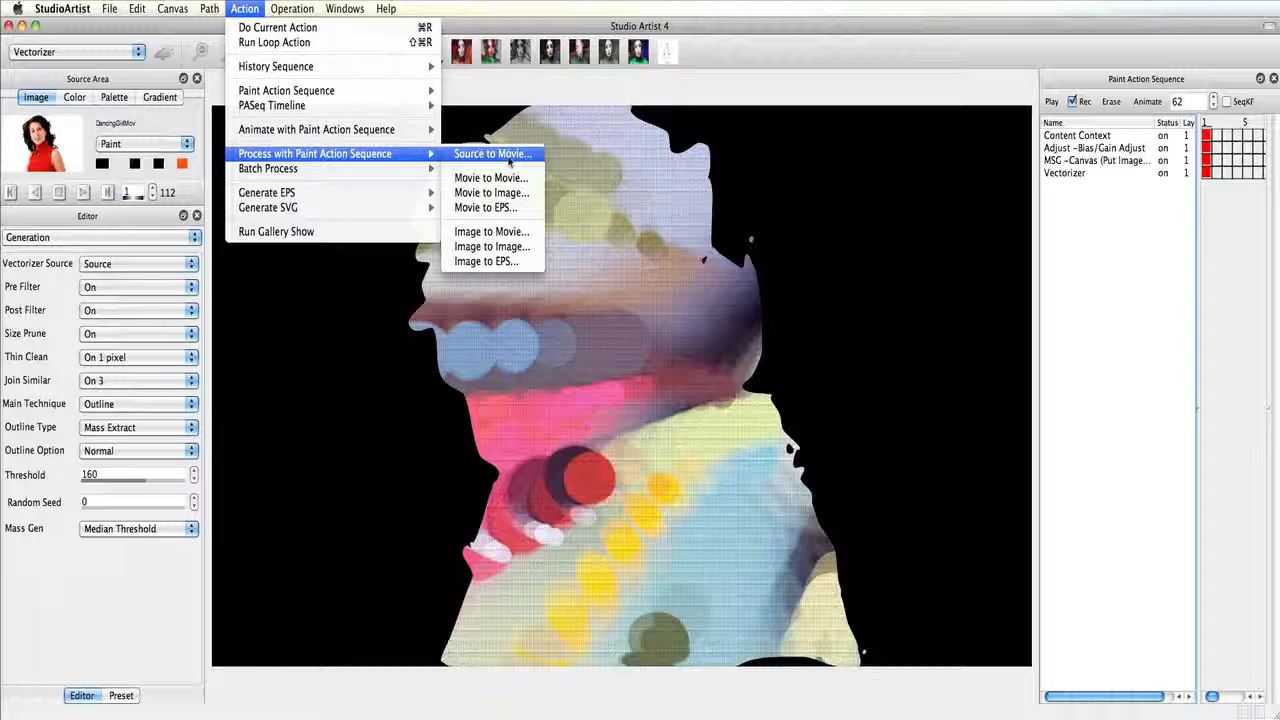 StudioArtist File Edit Canvas Path Action Operation Windows Help
Studio Artist 4
Vectorizer
Do Current Action ⌘R
Run Loop Action ⇧⌘R
History Sequence
Paint Action Sequence
PASeq Timeline
Animate with Paint Action Sequence
Process with Paint Action Sequence
Batch Process
Generate EPS
Generate SVG
Run Gallery Show
Source to Movie...
Movie to Movie...
Movie to Image...
Movie to EPS...
Image to Movie...
Image to Image...
Image to EPS...
Source Area
Image Color Palette Gradient
DancingGirlMov
Paint
1 112
Editor
Generation
Vectorizer Source Source
Pre Filter On
Post Filter On
Size Prune On
Thin Clean On 1 pixel
Join Similar On 3
Main Technique Outline
Outline Type Mass Extract
Outline Option Normal
Threshold 160
Random Seed 0
Mass Gen Median Threshold
Editor Preset
Paint Action Sequence
Play Rec Erase Animate 62 SeqKF
Name Status Lay 1 5
Content Context on 1
Adjust -Bias/Gain Adjust on 1
MSG -Canvas (Put Image... on 1
Vectorizer on 1